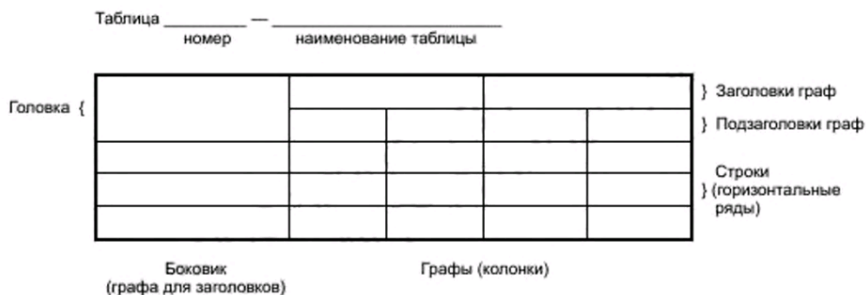 Таблица _________ — _________________________
номер наименование таблицы
Головка {
} Заголовки граф
} Подзаголовки граф
Строки
} (горизонтальные
ряды)
Боковик
(графа для заголовков)
Графы (колонки)